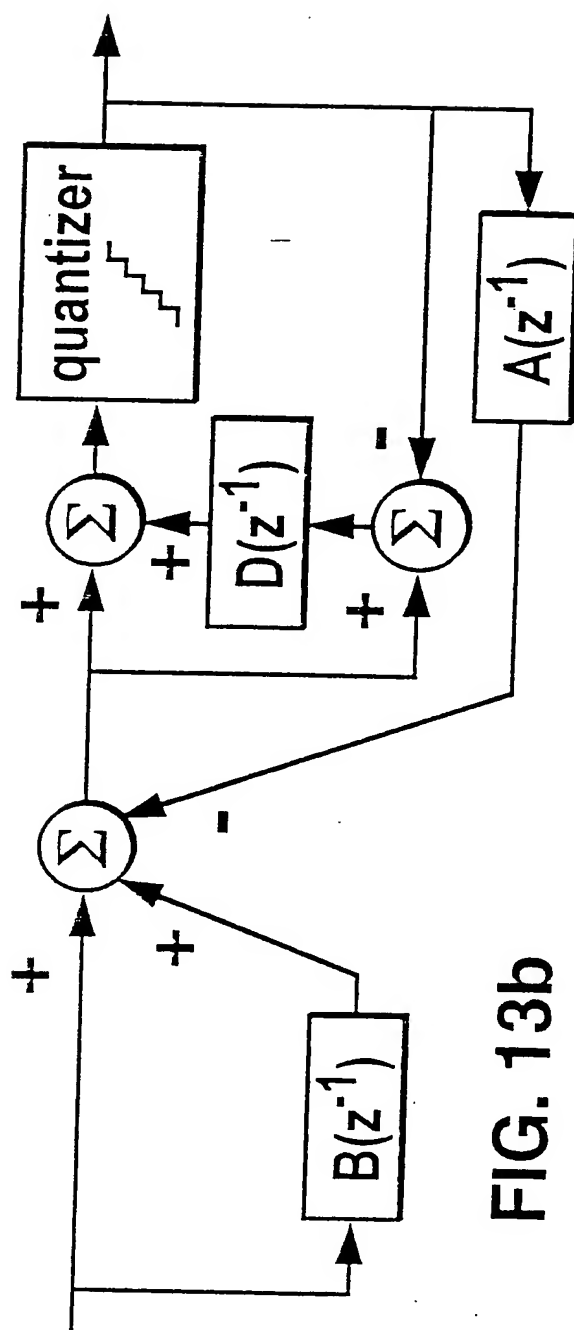 +
Σ
+
Σ
quantizer
+
-
+
D(z⁻¹)
-
B(z⁻¹)
+
Σ
A(z⁻¹)
FIG. 13b